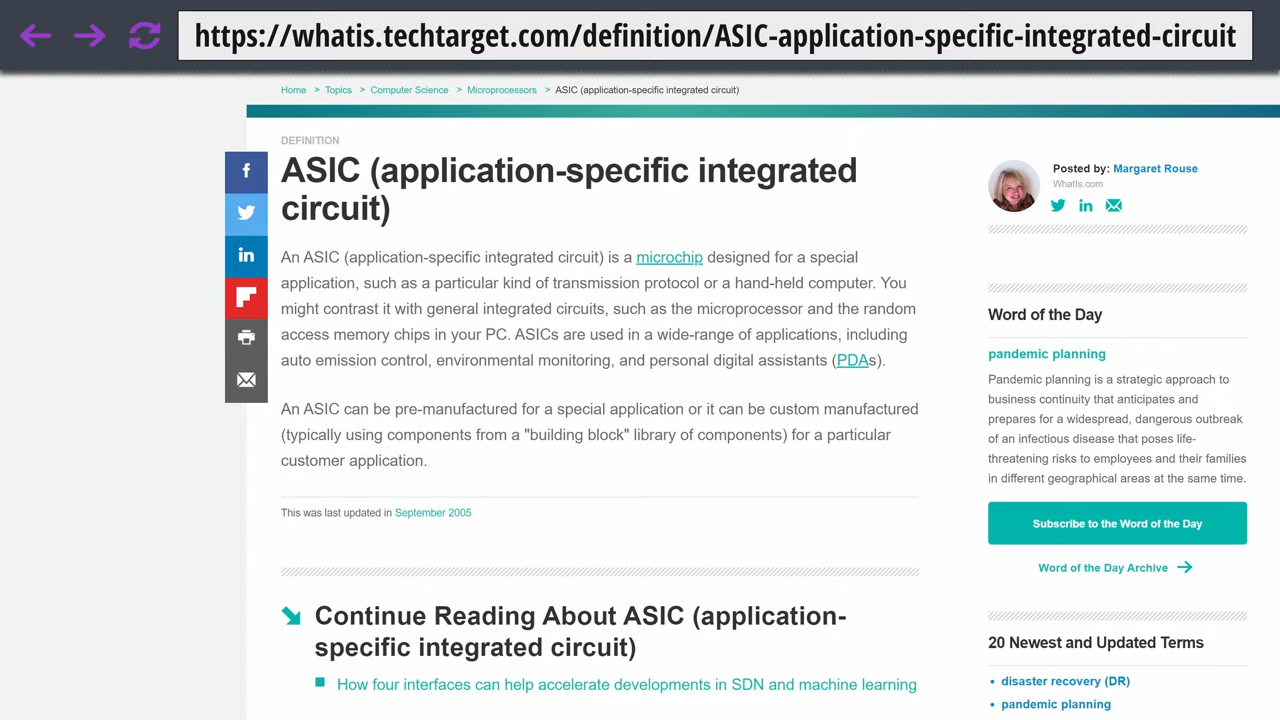 https://whatis.techtarget.com/definition/ASIC-application-specific-integrated-circuit
Home > Topics > Computer Science > Microprocessors > ASIC (application-specific integrated circuit)
DEFINITION
ASIC (application-specific integrated
circuit)
An ASIC (application-specific integrated circuit) is a microchip designed for a special
application, such as a particular kind of transmission protocol or a hand-held computer. You
might contrast it with general integrated circuits, such as the microprocessor and the random
access memory chips in your PC. ASICs are used in a wide-range of applications, including
auto emission control, environmental monitoring, and personal digital assistants (PDAs).
An ASIC can be pre-manufactured for a special application or it can be custom manufactured
(typically using components from a "building block" library of components) for a particular
customer application.
This was last updated in September 2005
Continue Reading About ASIC (application-
specific integrated circuit)
How four interfaces can help accelerate developments in SDN and machine learning
Posted by: Margaret Rouse
WhatIs.com
Word of the Day
pandemic planning
Pandemic planning is a strategic approach to
business continuity that anticipates and
prepares for a widespread, dangerous outbreak
of an infectious disease that poses life-
threatening risks to employees and their families
in different geographical areas at the same time.
Subscribe to the Word of the Day
Word of the Day Archive
20 Newest and Updated Terms
disaster recovery (DR)
pandemic planning